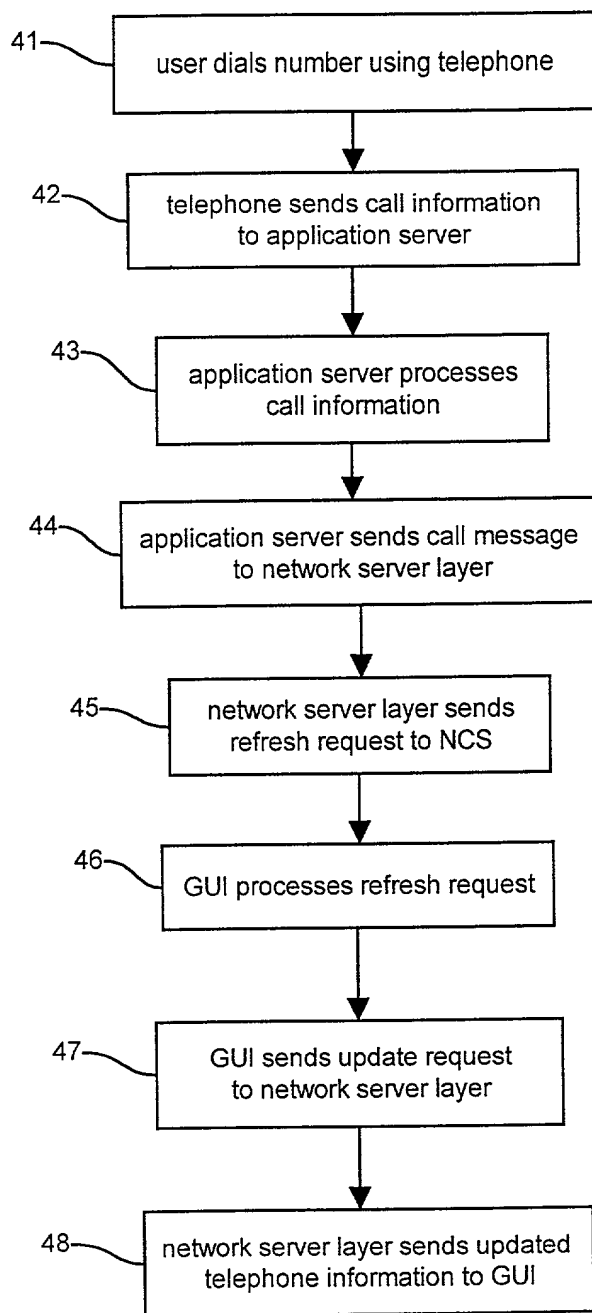 41
user dials number using telephone
42
telephone sends call information
to application server
43
application server processes
call information
44
application server sends call message
to network server layer
45
network server layer sends
refresh request to NCS
46
GUI processes refresh request
47
GUI sends update request
to network server layer
48
network server layer sends updated
telephone information to GUI